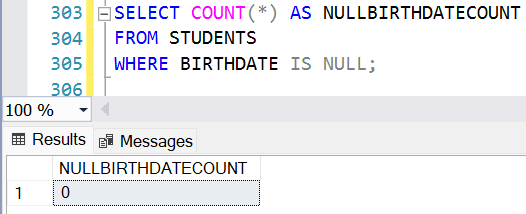 303 SELECT COUNT(*) AS NULLBIRTHDATECOUNT
304 FROM STUDENTS
305 WHERE BIRTHDATE IS NULL;
306
100 %
Results Messages
NULLBIRTHDATECOUNT
1 0